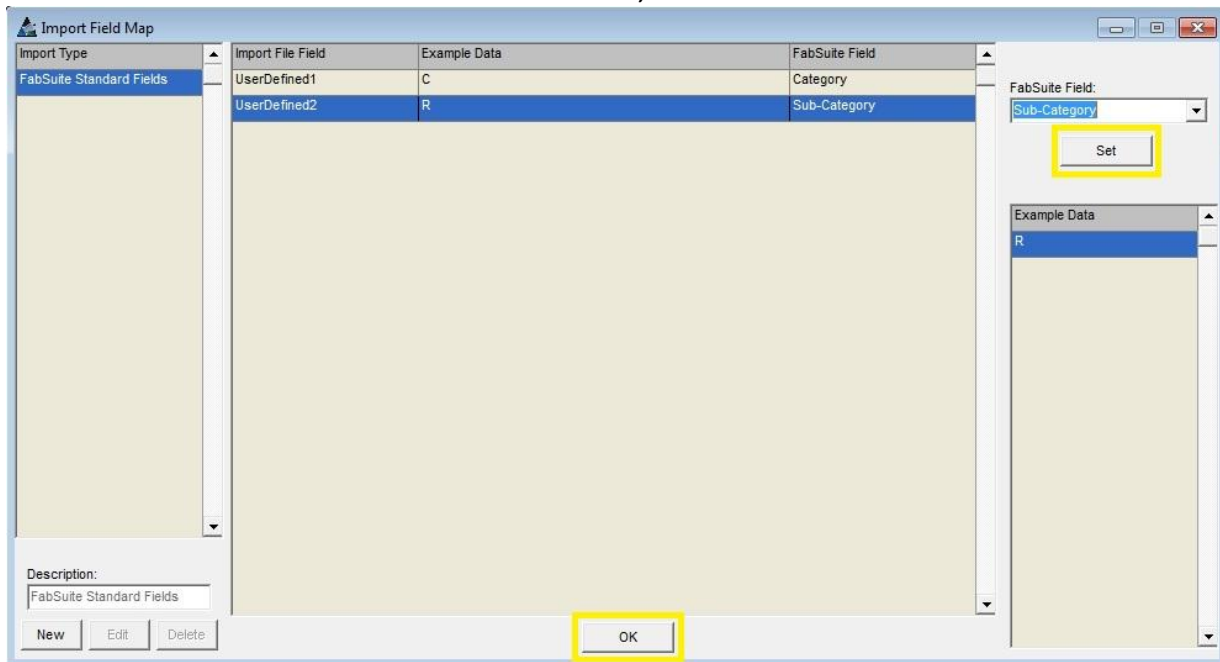 Import Field Map
Import Type
FabSuite Standard Fields
Import File Field Example Data FabSuite Field
UserDefined1 C Category
UserDefined2 R Sub-Category
FabSuite Field:
Sub-Category
Set
Example Data
R
Description:
FabSuite Standard Fields
New Edit Delete
OK